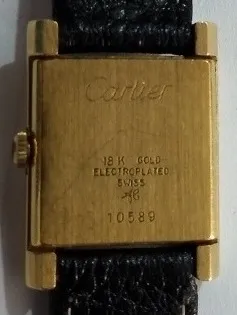 Cartier
18 K GOLD
ELECTROPLATED
SWISS
10589